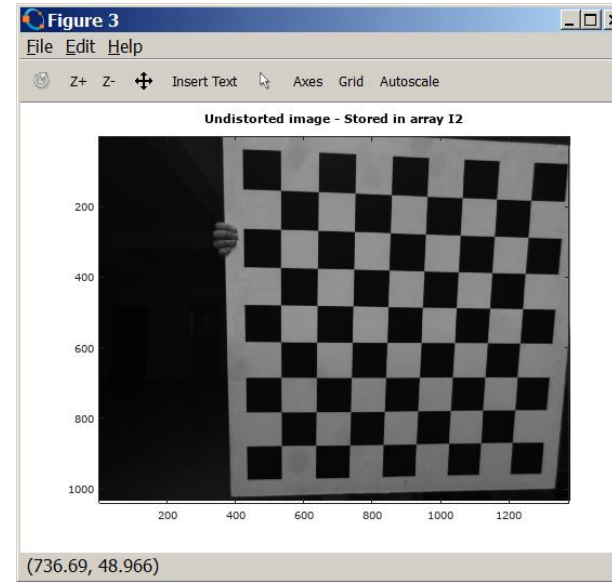 Figure 3
File Edit Help
Z+ Z- Insert Text Axes Grid Autoscale
Undistorted image - Stored in array I2
200
400
600
800
1000
200 400 600 800 1000 1200
(736.69, 48.966)